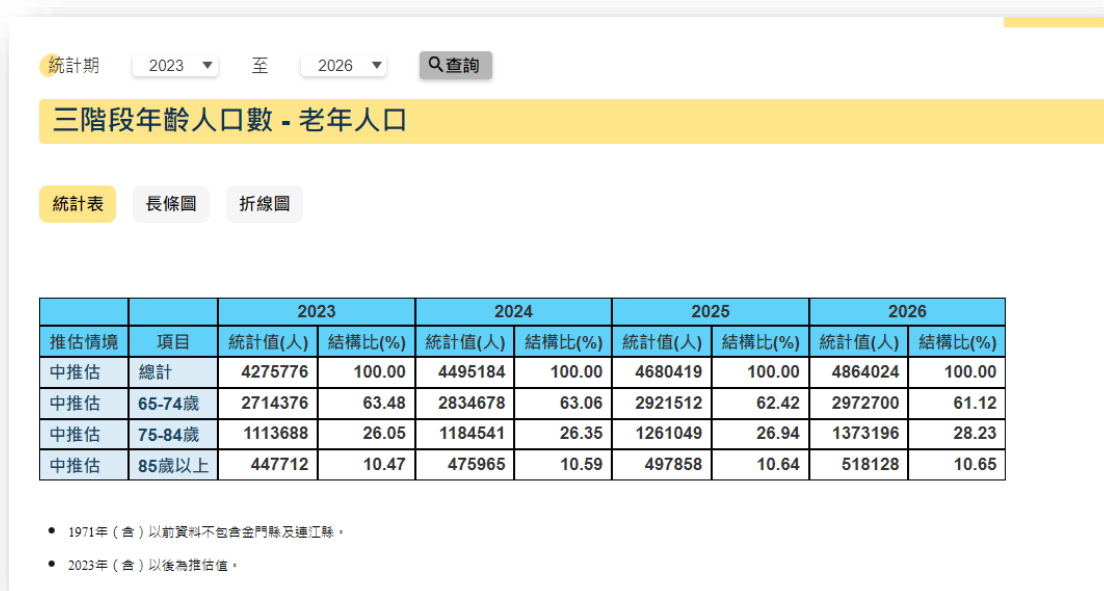 統計期 2023 ▼ 至 2026 ▼ 查詢
三階段年齡人口數 - 老年人口
統計表 長條圖 折線圖
2023 2024 2025 2026
推估情境 項目 統計值(人) 結構比(%) 統計值(人) 結構比(%) 統計值(人) 結構比(%) 統計值(人) 結構比(%)
中推估 總計 4275776 100.00 4495184 100.00 4680419 100.00 4864024 100.00
中推估 65-74歲 2714376 63.48 2834678 63.06 2921512 62.42 2972700 61.12
中推估 75-84歲 1113688 26.05 1184541 26.35 1261049 26.94 1373196 28.23
中推估 85歲以上 447712 10.47 475965 10.59 497858 10.64 518128 10.65
• 1971年（含）以前資料不包含金門縣及連江縣。
• 2023年（含）以後為推估值。